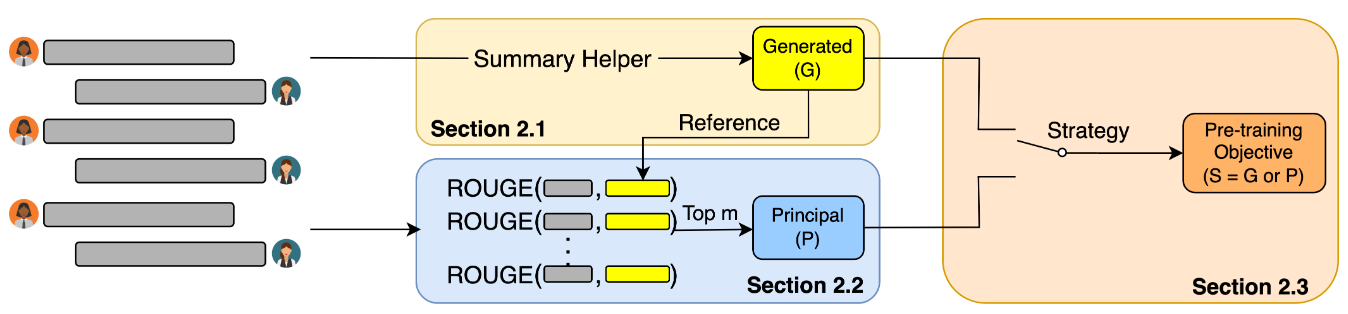 Summary Helper
Generated
(G)
Section 2.1
Reference
ROUGE( , )
ROUGE( , )
ROUGE( , )
Top m
Principal
(P)
Section 2.2
Strategy
Pre-training
Objective
(S = G or P)
Section 2.3